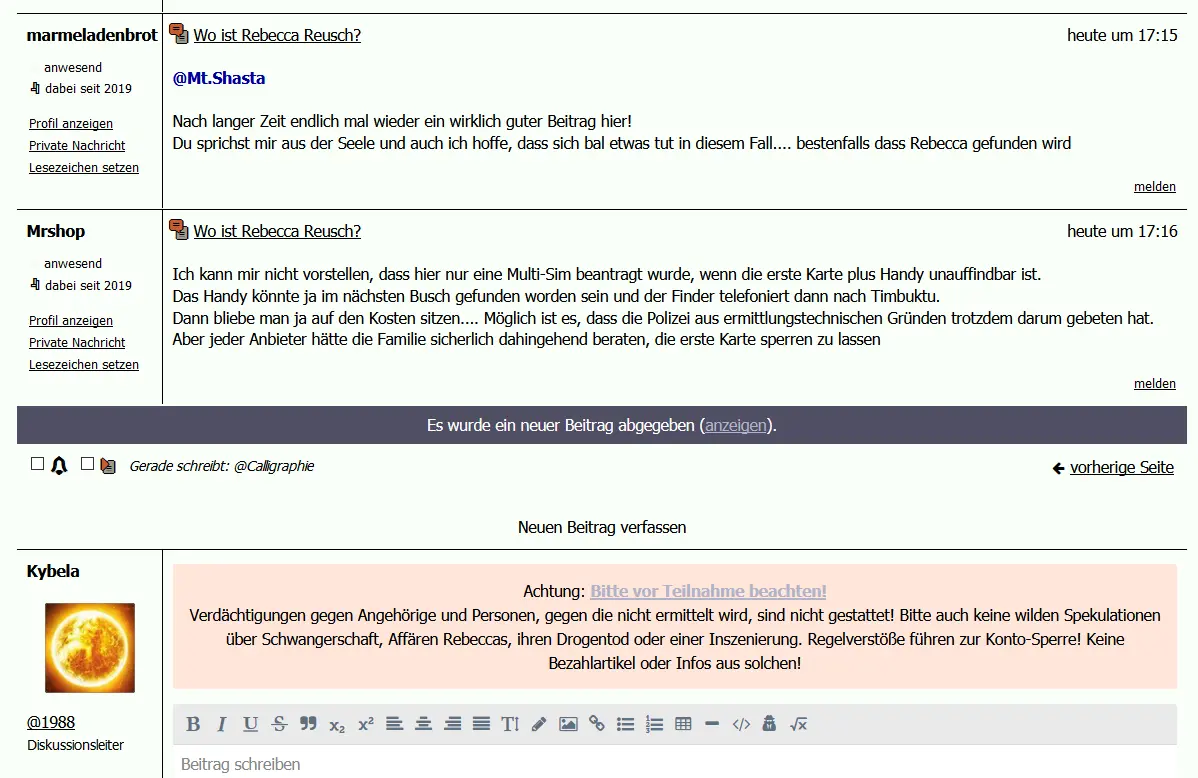 marmeladenbrot
Wo ist Rebecca Reusch?
heute um 17:15
anwesend
dabei seit 2019
Profil anzeigen
Private Nachricht
Lesezeichen setzen
@Mt.Shasta
Nach langer Zeit endlich mal wieder ein wirklich guter Beitrag hier!
Du sprichst mir aus der Seele und auch ich hoffe, dass sich bal etwas tut in diesem Fall.... bestenfalls dass Rebecca gefunden wird
melden
Mrshop
Wo ist Rebecca Reusch?
heute um 17:16
anwesend
dabei seit 2019
Profil anzeigen
Private Nachricht
Lesezeichen setzen
Ich kann mir nicht vorstellen, dass hier nur eine Multi-Sim beantragt wurde, wenn die erste Karte plus Handy unauffindbar ist.
Das Handy könnte ja im nächsten Busch gefunden worden sein und der Finder telefoniert dann nach Timbuktu.
Dann bliebe man ja auf den Kosten sitzen.... Möglich ist es, dass die Polizei aus ermittlungstechnischen Gründen trotzdem darum gebeten hat.
Aber jeder Anbieter hätte die Familie sicherlich dahingehend beraten, die erste Karte sperren zu lassen
melden
Es wurde ein neuer Beitrag abgegeben (anzeigen).
Gerade schreibt: @Calligraphie
vorherige Seite
Neuen Beitrag verfassen
Kybela
@1988
Diskussionsleiter
Achtung: Bitte vor Teilnahme beachten!
Verdächtigungen gegen Angehörige und Personen, gegen die nicht ermittelt wird, sind nicht gestattet! Bitte auch keine wilden Spekulationen
über Schwangerschaft, Affären Rebeccas, ihren Drogentod oder einer Inszenierung. Regelverstöße führen zur Konto-Sperre! Keine
Bezahlartikel oder Infos aus solchen!
Beitrag schreiben